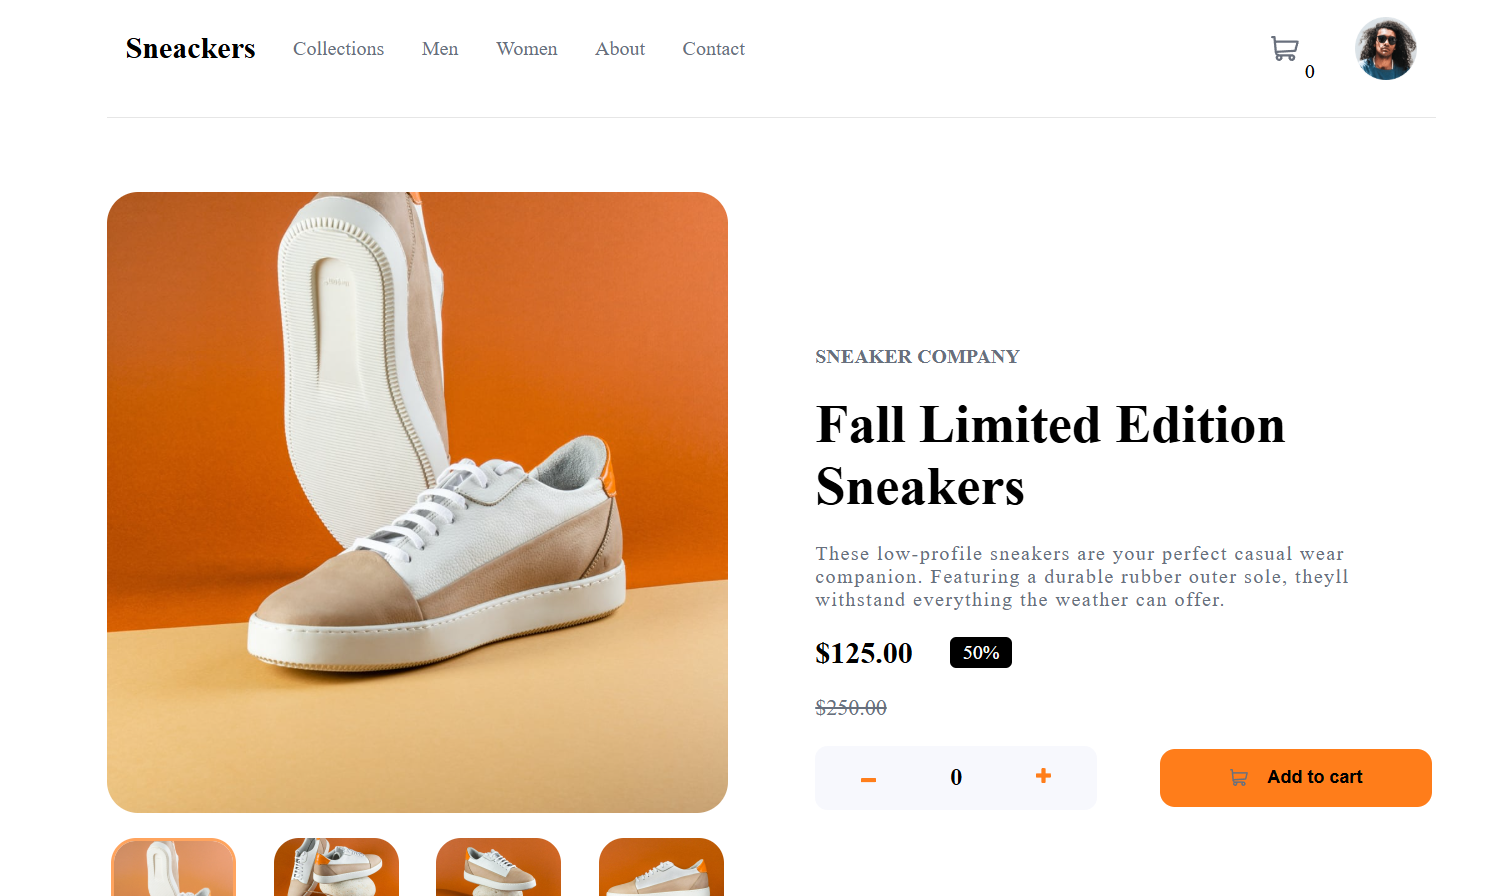 Sneackers Collections Men Women About Contact
0
SNEAKER COMPANY
Fall Limited Edition
Sneakers
These low-profile sneakers are your perfect casual wear
companion. Featuring a durable rubber outer sole, theyll
withstand everything the weather can offer.
$125.00 50%
$250.00
0 Add to cart